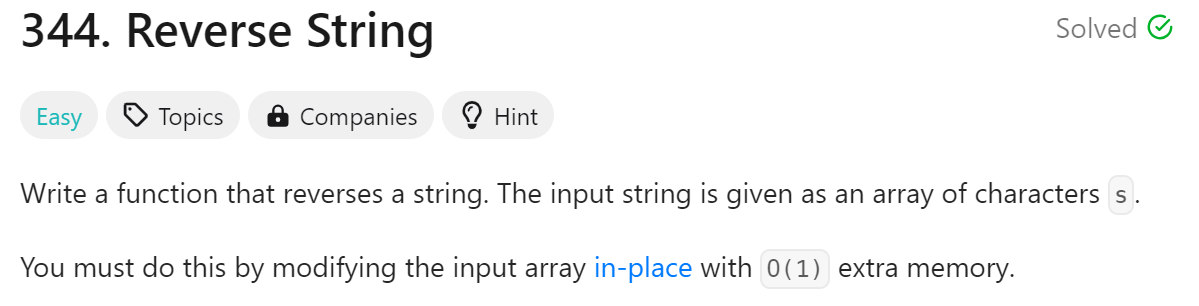 344. Reverse String
Solved
Easy
Topics
Companies
Hint
Write a function that reverses a string. The input string is given as an array of characters s.
You must do this by modifying the input array in-place with O(1) extra memory.